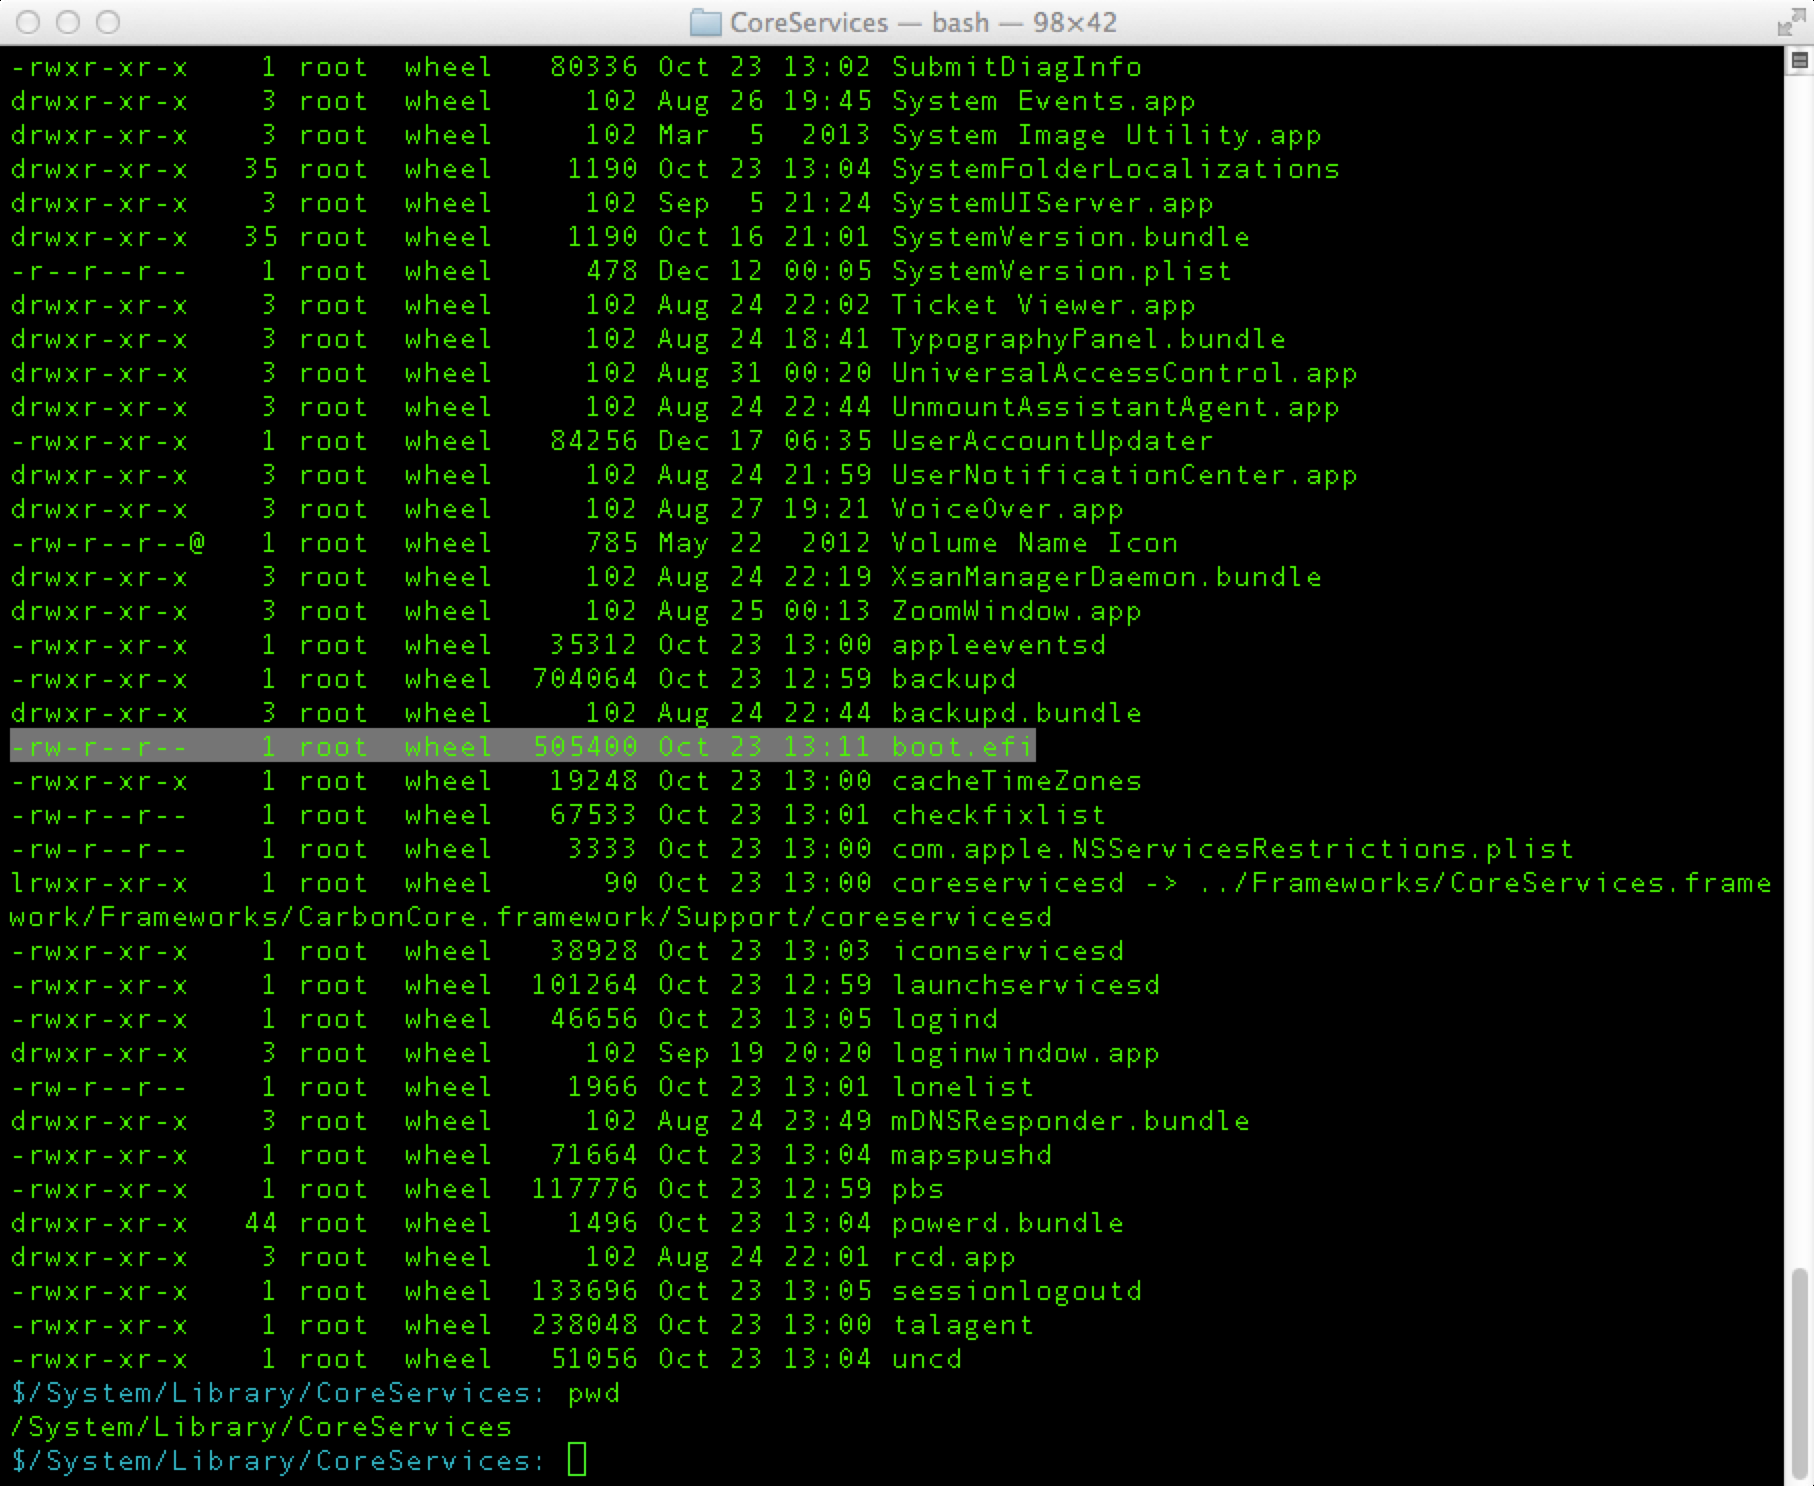 CoreServices — bash — 98×42
-rwxr-xr-x 1 root wheel 80336 Oct 23 13:02 SubmitDiagInfo
drwxr-xr-x 3 root wheel 102 Aug 26 19:45 System Events.app
drwxr-xr-x 3 root wheel 102 Mar 5 2013 System Image Utility.app
drwxr-xr-x 35 root wheel 1190 Oct 23 13:04 SystemFolderLocalizations
drwxr-xr-x 3 root wheel 102 Sep 5 21:24 SystemUIServer.app
drwxr-xr-x 35 root wheel 1190 Oct 16 21:01 SystemVersion.bundle
-r--r--r-- 1 root wheel 478 Dec 12 00:05 SystemVersion.plist
drwxr-xr-x 3 root wheel 102 Aug 24 22:02 Ticket Viewer.app
drwxr-xr-x 3 root wheel 102 Aug 24 18:41 TypographyPanel.bundle
drwxr-xr-x 3 root wheel 102 Aug 31 00:20 UniversalAccessControl.app
drwxr-xr-x 3 root wheel 102 Aug 24 22:44 UnmountAssistantAgent.app
-rwxr-xr-x 1 root wheel 84256 Dec 17 06:35 UserAccountUpdater
drwxr-xr-x 3 root wheel 102 Aug 24 21:59 UserNotificationCenter.app
drwxr-xr-x 3 root wheel 102 Aug 27 19:21 VoiceOver.app
-rw-r--r--@ 1 root wheel 785 May 22 2012 Volume Name Icon
drwxr-xr-x 3 root wheel 102 Aug 24 22:19 XsanManagerDaemon.bundle
drwxr-xr-x 3 root wheel 102 Aug 25 00:13 ZoomWindow.app
-rwxr-xr-x 1 root wheel 35312 Oct 23 13:00 appleeventsd
-rwxr-xr-x 1 root wheel 704064 Oct 23 12:59 backupd
drwxr-xr-x 3 root wheel 102 Aug 24 22:44 backupd.bundle
-rw-r--r-- 1 root wheel 505400 Oct 23 13:11 boot.efi
-rwxr-xr-x 1 root wheel 19248 Oct 23 13:00 cacheTimeZones
-rw-r--r-- 1 root wheel 67533 Oct 23 13:01 checkfixlist
-rw-r--r-- 1 root wheel 3333 Oct 23 13:00 com.apple.NSServicesRestrictions.plist
lrwxr-xr-x 1 root wheel 90 Oct 23 13:00 coreservicesd -> ../Frameworks/CoreServices.frame
work/Frameworks/CarbonCore.framework/Support/coreservicesd
-rwxr-xr-x 1 root wheel 38928 Oct 23 13:03 iconservicesd
-rwxr-xr-x 1 root wheel 101264 Oct 23 12:59 launchservicesd
-rwxr-xr-x 1 root wheel 46656 Oct 23 13:05 logind
drwxr-xr-x 3 root wheel 102 Sep 19 20:20 loginwindow.app
-rw-r--r-- 1 root wheel 1966 Oct 23 13:01 lonelist
drwxr-xr-x 3 root wheel 102 Aug 24 23:49 mDNSResponder.bundle
-rwxr-xr-x 1 root wheel 71664 Oct 23 13:04 mapspushd
-rwxr-xr-x 1 root wheel 117776 Oct 23 12:59 pbs
drwxr-xr-x 44 root wheel 1496 Oct 23 13:04 powerd.bundle
drwxr-xr-x 3 root wheel 102 Aug 24 22:01 rcd.app
-rwxr-xr-x 1 root wheel 133696 Oct 23 13:05 sessionlogoutd
-rwxr-xr-x 1 root wheel 238048 Oct 23 13:00 talagent
-rwxr-xr-x 1 root wheel 51056 Oct 23 13:04 uncd
$/System/Library/CoreServices: pwd
/System/Library/CoreServices
$/System/Library/CoreServices: